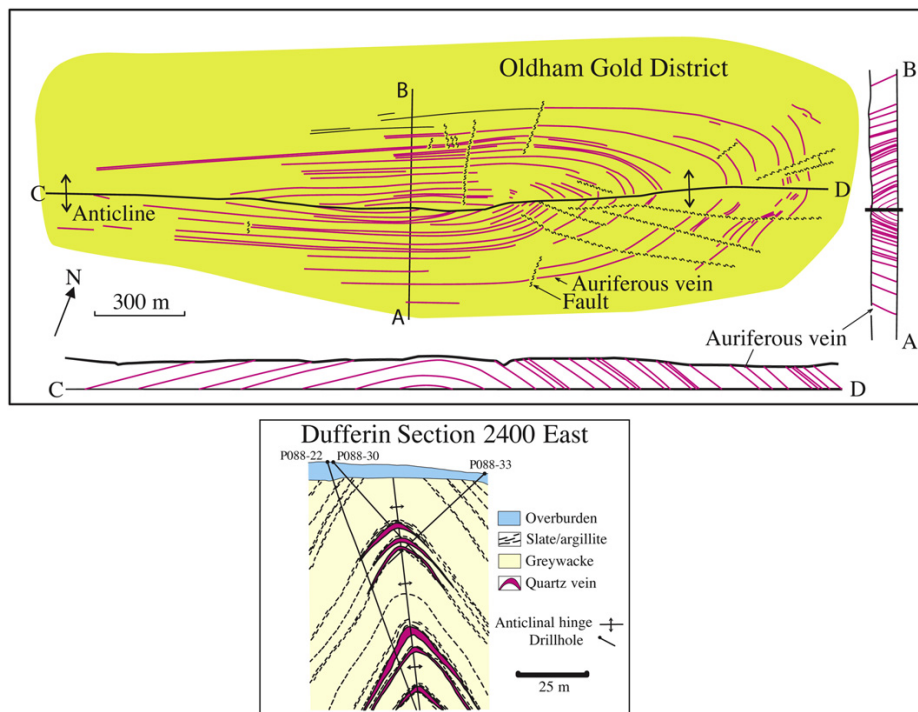 Oldham Gold District
B
B
C
D
Anticline
N
300 m
Auriferous vein
Fault
A
Auriferous vein
A
C
D
Dufferin Section 2400 East
P088-22
P088-30
P088-33
Overburden
Slate/argillite
Greywacke
Quartz vein
Anticlinal hinge
Drillhole
25 m